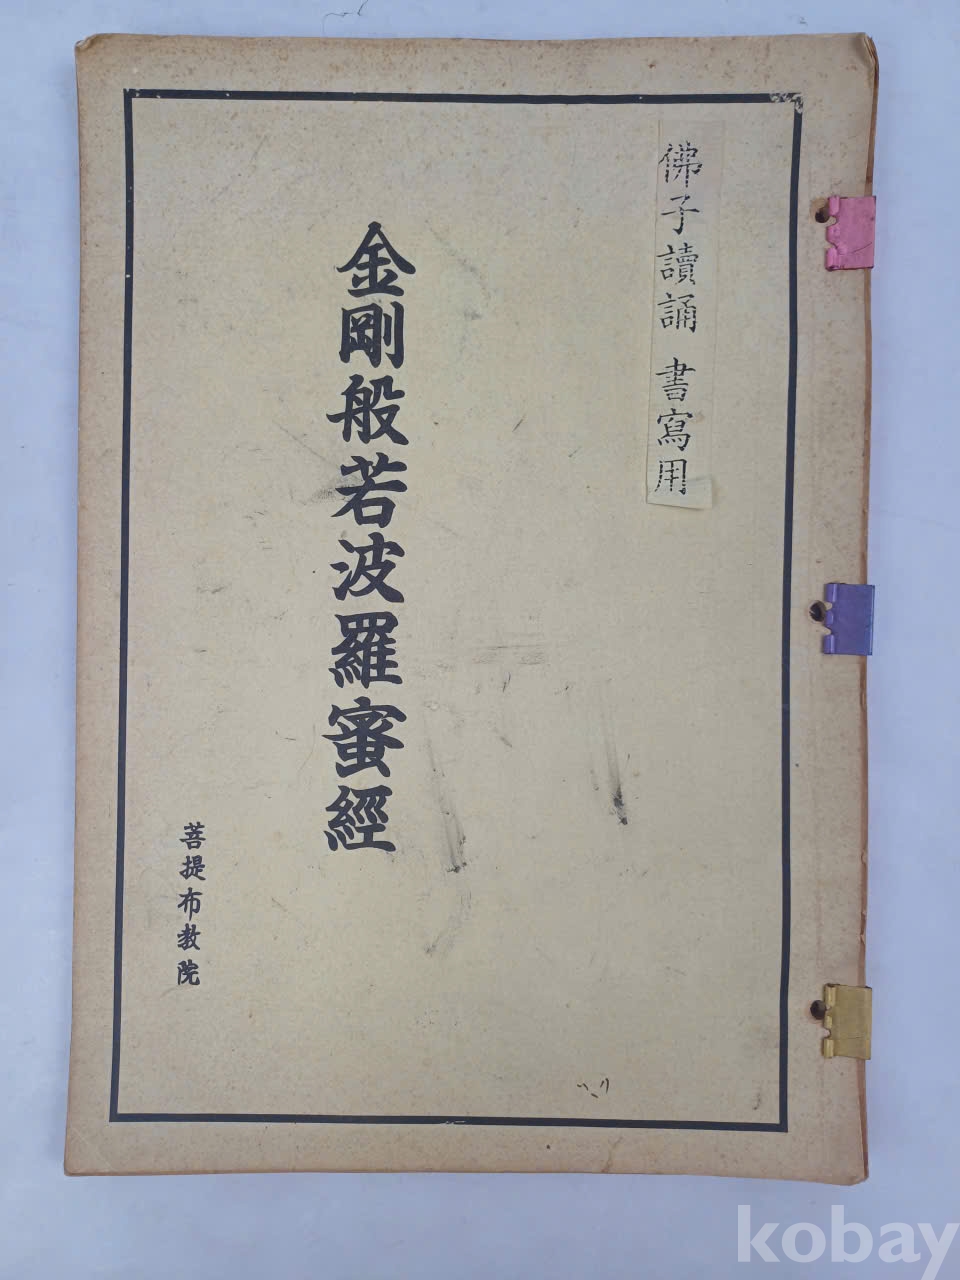 佛子讀誦 書寫用
金剛般若波羅蜜經
菩提布教院
kobay